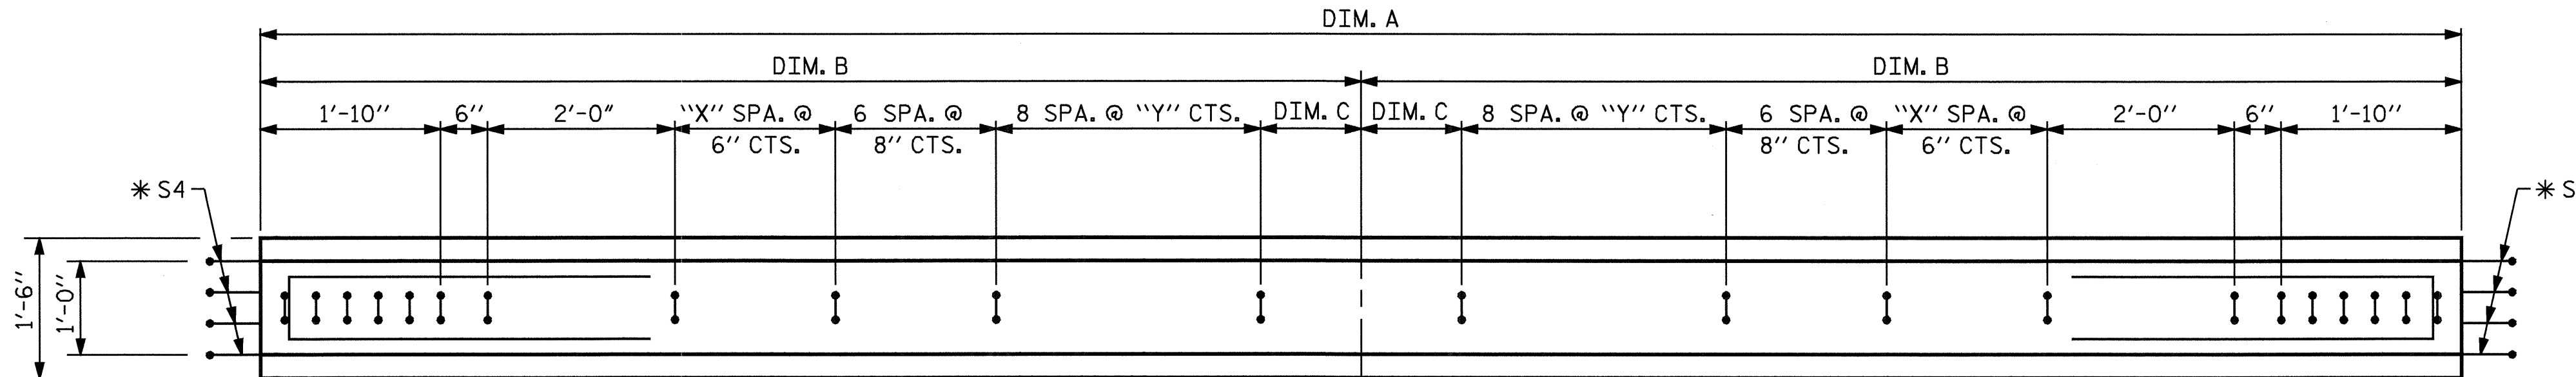 DIM. A
DIM. B DIM. B
1'-10" 6" 2'-0" "X" SPA. @ 6 SPA. @ 8 SPA. @ "Y" CTS. DIM. C DIM. C 8 SPA. @ "Y" CTS. 6 SPA. @ "X" SPA. @ 2'-0" 6" 1'-10"
6" CTS. 8" CTS. 8" CTS. 6" CTS.
* S4 * S
1'-6"
1'-0"